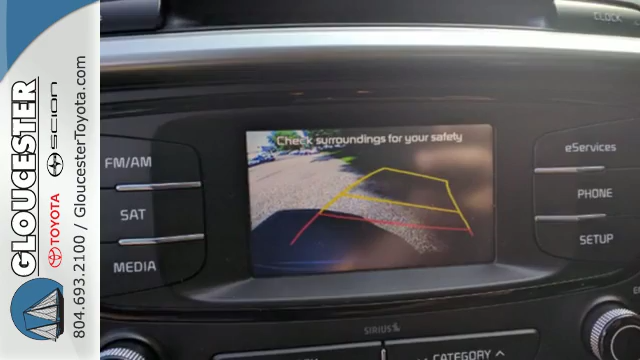 GLOUCESTER
TOYOTA SCION
804.693.2100 / GloucesterToyota.com
CLOCK
Check surroundings for your safety
FM/AM
SAT
MEDIA
eServices
PHONE
SETUP
SIRIUS
CATEGORY